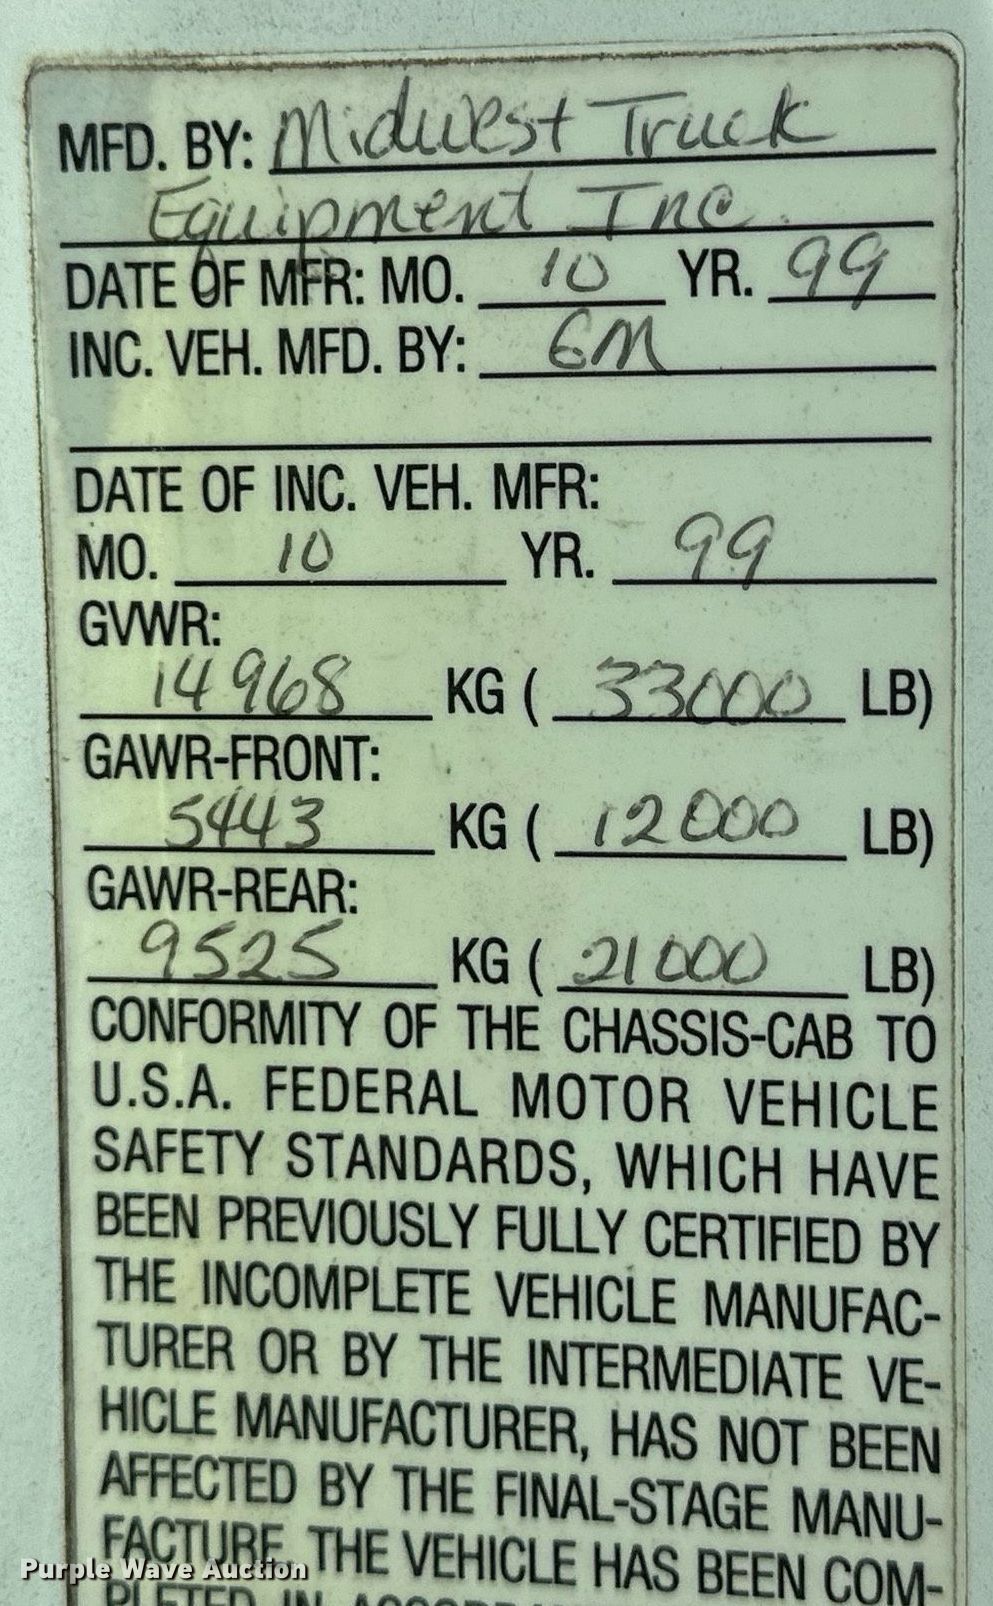 MFD. BY: Midwest Truck
Equipment Inc.
DATE OF MFR: MO. 10 YR. 99
INC. VEH. MFD. BY: GM
DATE OF INC. VEH. MFR:
MO. 10 YR. 99
GVWR:
14968 KG ( 33000 LB)
GAWR-FRONT:
5443 KG ( 12000 LB)
GAWR-REAR:
9525 KG ( 21000 LB)
CONFORMITY OF THE CHASSIS-CAB TO
U.S.A. FEDERAL MOTOR VEHICLE
SAFETY STANDARDS, WHICH HAVE
BEEN PREVIOUSLY FULLY CERTIFIED BY
THE INCOMPLETE VEHICLE MANUFAC-
TURER OR BY THE INTERMEDIATE VE-
HICLE MANUFACTURER, HAS NOT BEEN
AFFECTED BY THE FINAL-STAGE MANU-
FACTURE. THE VEHICLE HAS BEEN COM-
PLETED IN
Purple Wave Auction